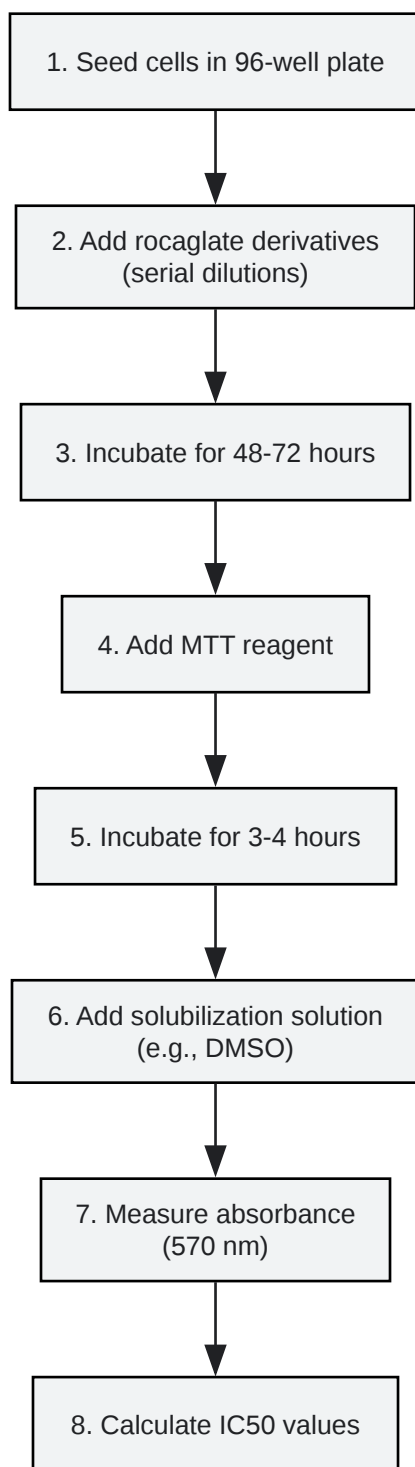 1. Seed cells in 96-well plate
2. Add rocaglate derivatives
(serial dilutions)
3. Incubate for 48-72 hours
4. Add MTT reagent
5. Incubate for 3-4 hours
6. Add solubilization solution
(e.g., DMSO)
7. Measure absorbance
(570 nm)
8. Calculate IC50 values